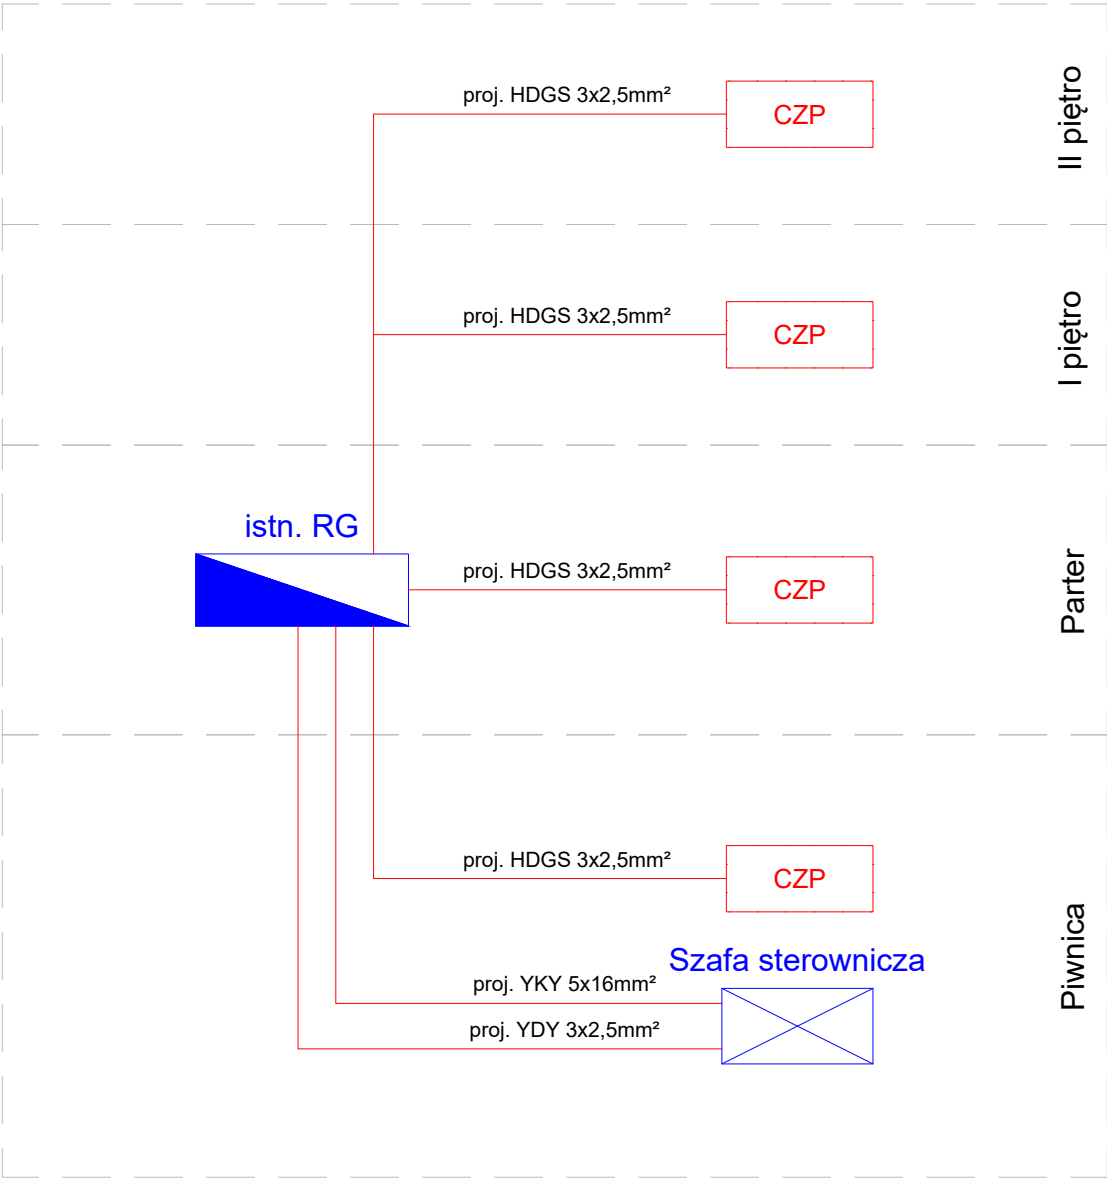 proj. HDGS 3x2,5mm²
CZP
II piętro
proj. HDGS 3x2,5mm²
CZP
I piętro
istn. RG
proj. HDGS 3x2,5mm²
CZP
Parter
proj. HDGS 3x2,5mm²
CZP
Piwnica
Szafa sterownicza
proj. YKY 5x16mm²
proj. YDY 3x2,5mm²